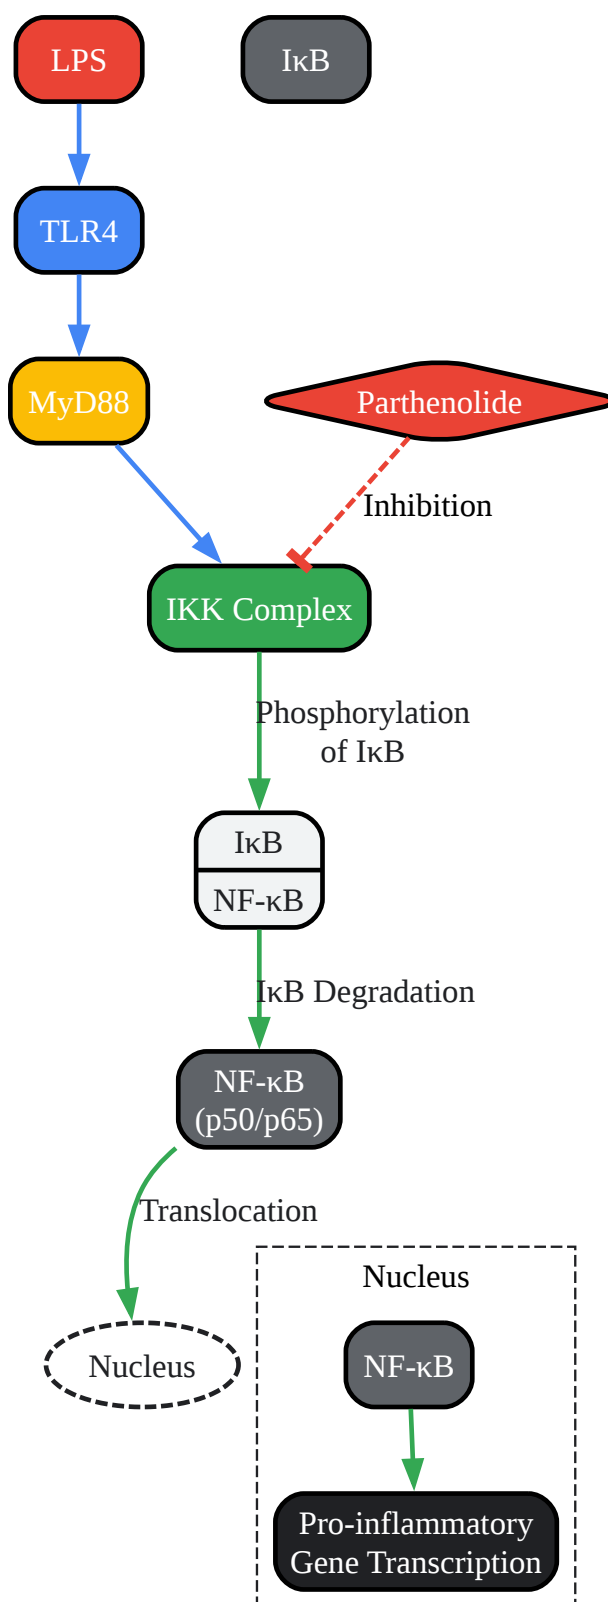 LPS
IκB
TLR4
MyD88
Parthenolide
Inhibition
IKK Complex
Phosphorylation
of IκB
IκB
NF-κB
IκB Degradation
NF-κB
(p50/p65)
Translocation
Nucleus
Nucleus
NF-κB
Pro-inflammatory
Gene Transcription